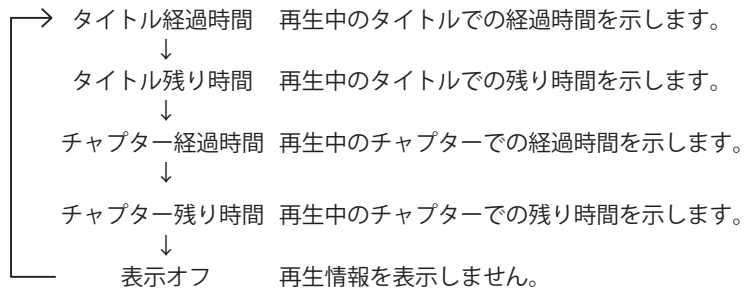 タイトル経過時間 再生中のタイトルでの経過時間を示します。
↓
タイトル残り時間 再生中のタイトルでの残り時間を示します。
↓
チャプター経過時間 再生中のチャプターでの経過時間を示します。
↓
チャプター残り時間 再生中のチャプターでの残り時間を示します。
↓
表示オフ 再生情報を表示しません。